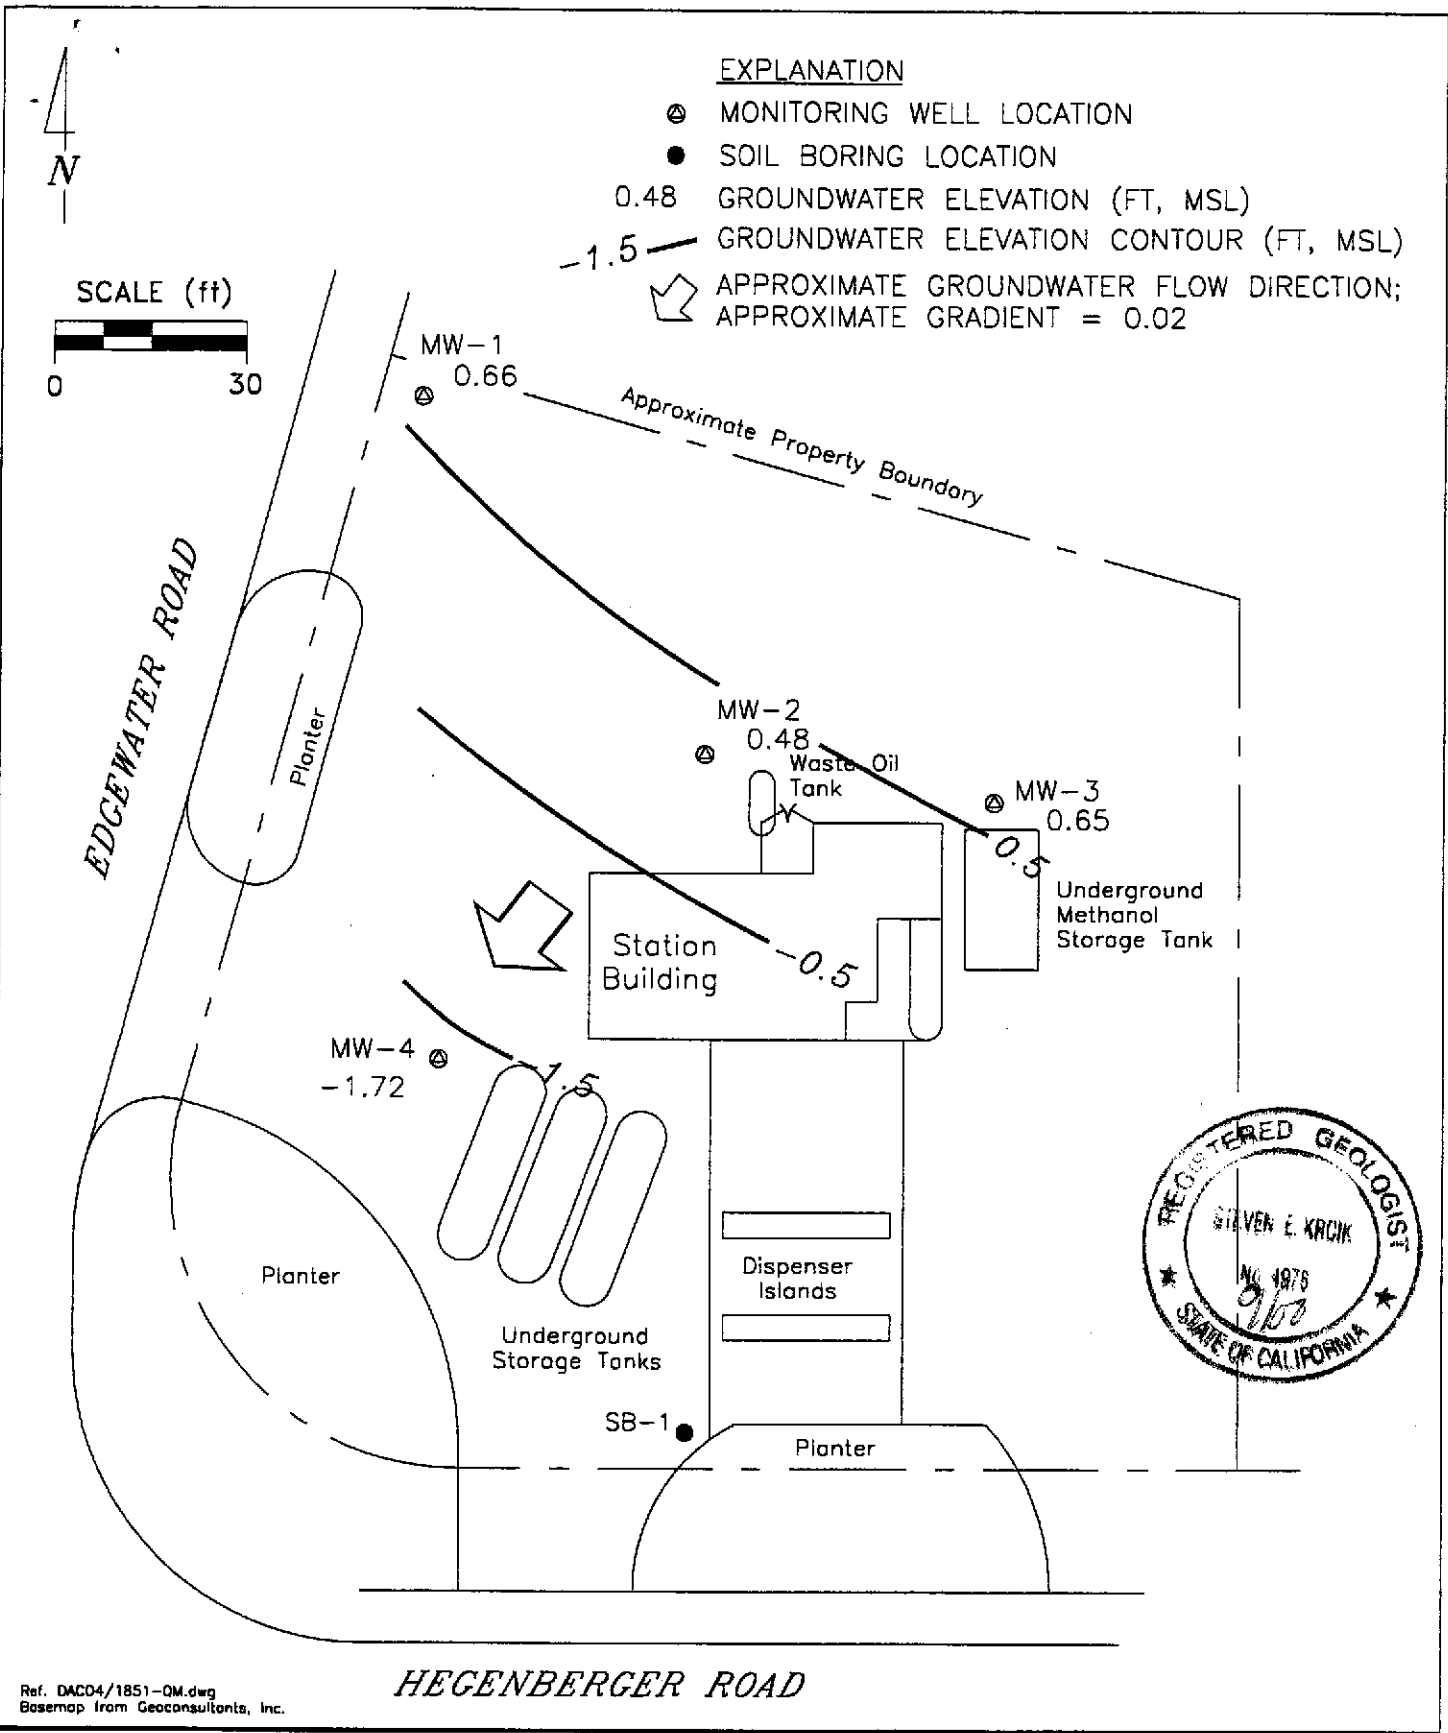 EXPLANATION
MONITORING WELL LOCATION
SOIL BORING LOCATION
0.48 GROUNDWATER ELEVATION (FT, MSL)
-1.5 GROUNDWATER ELEVATION CONTOUR (FT, MSL)
APPROXIMATE GROUNDWATER FLOW DIRECTION;
APPROXIMATE GRADIENT = 0.02
N
SCALE (ft)
0 30
MW-1
0.66
Approximate Property Boundary
EDGEWATER ROAD
Planter
MW-2
0.48
Waste Oil
Tank
MW-3
0.65
0.5
Underground
Methanol
Storage Tank
Station
Building
-0.5
MW-4
-1.72
-1.5
Planter
Underground
Storage Tanks
Dispenser
Islands
SB-1
Planter
REGISTERED GEOLOGIST
STEVEN E. KRCIK
No. 4976
STATE OF CALIFORNIA
HEGENBERGER ROAD
Ref. DAC04/1851-QM.dwg
Basemap from Geoconsultants, Inc.